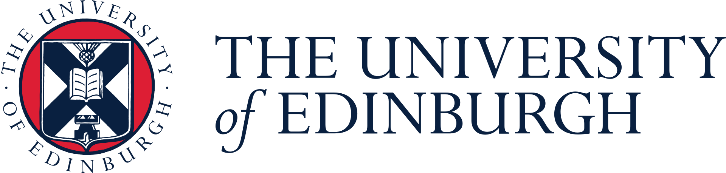 · THE UNIVERSITY ·
OF EDINBURGH
THE UNIVERSITY
of EDINBURGH